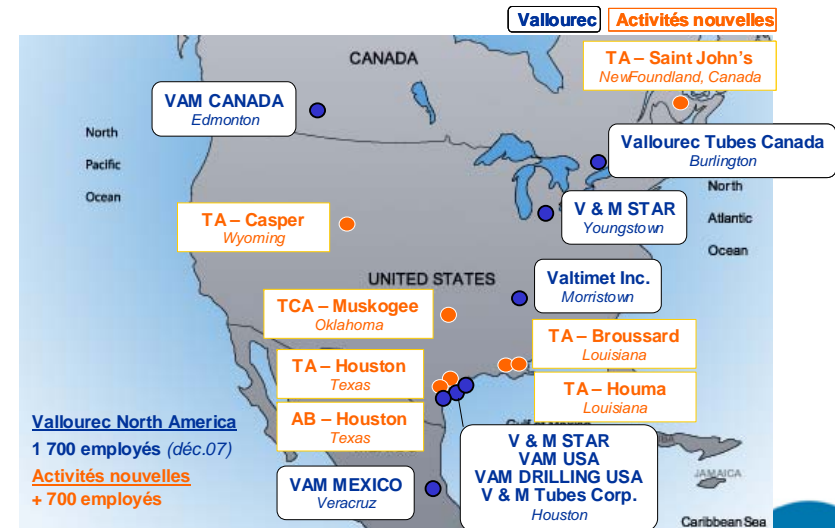 Vallourec
Activités nouvelles
CANADA
TA – Saint John's
NewFoundland, Canada
VAM CANADA
Edmonton
North
Pacific
Ocean
Vallourec Tubes Canada
Burlington
North
Atlantic
Ocean
TA – Casper
Wyoming
V & M STAR
Youngstown
UNITED STATES
Valtimet Inc.
Morristown
TCA – Muskogee
Oklahoma
TA – Broussard
Louisiana
TA – Houston
Texas
TA – Houma
Louisiana
AB – Houston
Texas
Vallourec North America
1 700 employés (déc.07)
Activités nouvelles
+ 700 employés
V & M STAR
VAM USA
VAM DRILLING USA
V & M Tubes Corp.
Houston
VAM MEXICO
Veracruz
JAMAICA
Caribbean Sea